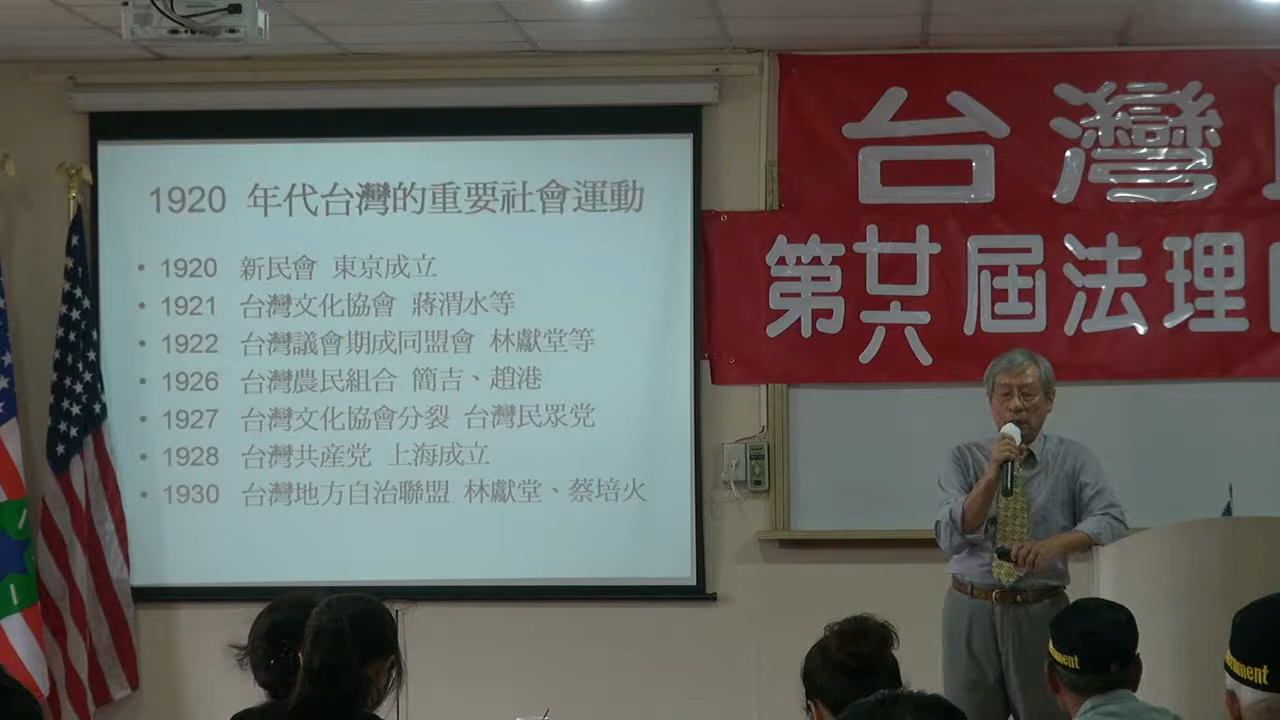 1920 年代台灣的重要社會運動
• 1920 新民會 東京成立
• 1921 台灣文化協會 蔣渭水等
• 1922 台灣議會期成同盟會 林獻堂等
• 1926 台灣農民組合 簡吉、趙港
• 1927 台灣文化協會分裂 台灣民眾党
• 1928 台灣共產党 上海成立
• 1930 台灣地方自治聯盟 林獻堂、蔡培火
台灣
第廿六屆法理